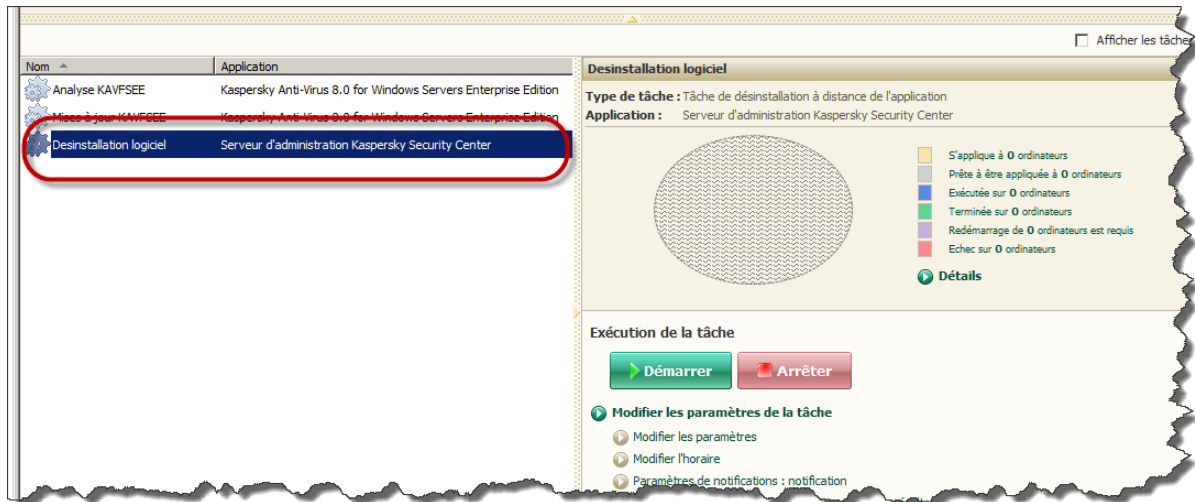 Afficher les tâche
Nom Application
Analyse KAVFSEE Kaspersky Anti-Virus 8.0 for Windows Servers Enterprise Edition
Mises à jour KAVFSEE Kaspersky Anti-Virus 8.0 for Windows Servers Enterprise Edition
Desinstallation logiciel Serveur d'administration Kaspersky Security Center
Desinstallation logiciel
Type de tâche : Tâche de désinstallation à distance de l'application
Application : Serveur d'administration Kaspersky Security Center
S'applique à 0 ordinateurs
Prête à être appliquée à 0 ordinateurs
Exécutée sur 0 ordinateurs
Terminée sur 0 ordinateurs
Redémarrage de 0 ordinateurs est requis
Echec sur 0 ordinateurs
Détails
Exécution de la tâche
Démarrer Arrêter
Modifier les paramètres de la tâche
Modifier les paramètres
Modifier l'horaire
Paramètres de notifications : notification